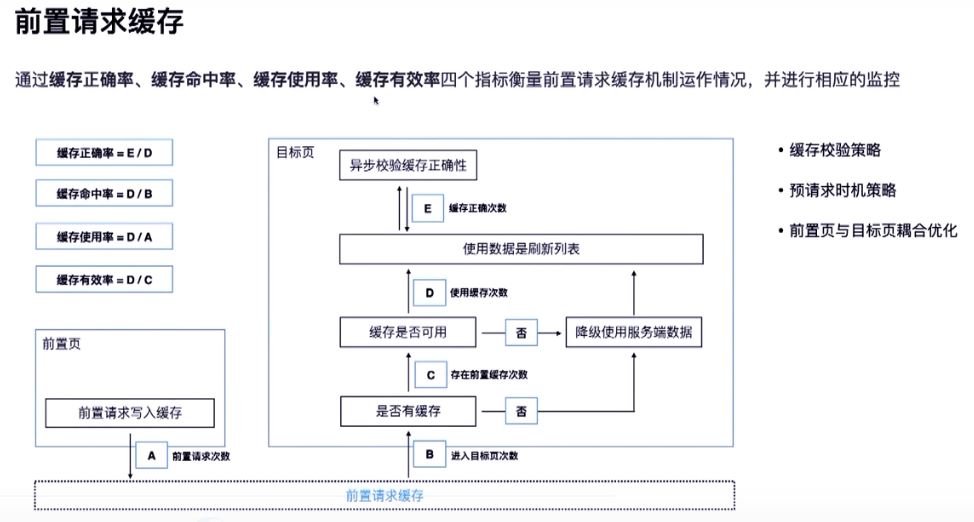 前置请求缓存
通过缓存正确率、缓存命中率、缓存使用率、缓存有效率四个指标衡量前置请求缓存机制运作情况，并进行相应的监控
缓存正确率 = E / D
缓存命中率 = D / B
缓存使用率 = D / A
缓存有效率 = D / C
前置页
前置请求写入缓存
A 前置请求次数
目标页
异步校验缓存正确性
E 缓存正确次数
使用数据是刷新列表
D 使用缓存次数
缓存是否可用
否
降级使用服务端数据
C 存在前置缓存次数
是否有缓存
否
B 进入目标页次数
前置请求缓存
• 缓存校验策略
• 预请求时机策略
• 前置页与目标页耦合优化